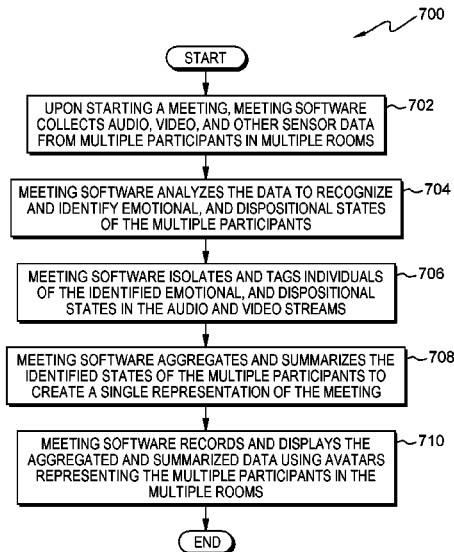 700
START
UPON STARTING A MEETING, MEETING SOFTWARE
COLLECTS AUDIO, VIDEO, AND OTHER SENSOR DATA
FROM MULTIPLE PARTICIPANTS IN MULTIPLE ROOMS
702
MEETING SOFTWARE ANALYZES THE DATA TO RECOGNIZE
AND IDENTIFY EMOTIONAL, AND DISPOSITIONAL STATES
OF THE MULTIPLE PARTICIPANTS
704
MEETING SOFTWARE ISOLATES AND TAGS INDIVIDUALS
OF THE IDENTIFIED EMOTIONAL, AND DISPOSITIONAL
STATES IN THE AUDIO AND VIDEO STREAMS
706
MEETING SOFTWARE AGGREGATES AND SUMMARIZES THE
IDENTIFIED STATES OF THE MULTIPLE PARTICIPANTS TO
CREATE A SINGLE REPRESENTATION OF THE MEETING
708
MEETING SOFTWARE RECORDS AND DISPLAYS THE
AGGREGATED AND SUMMARIZED DATA USING AVATARS
REPRESENTING THE MULTIPLE PARTICIPANTS IN THE
MULTIPLE ROOMS
710
END